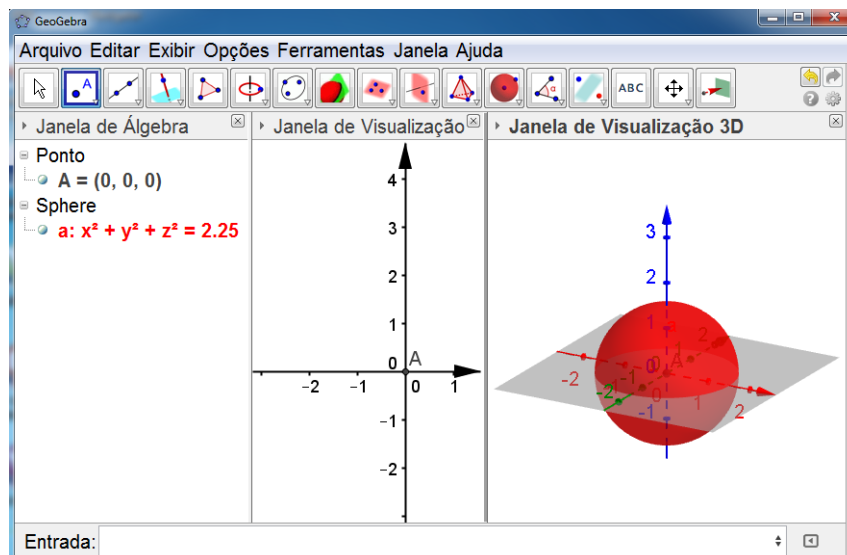 GeoGebra
Arquivo Editar Exibir Opções Ferramentas Janela Ajuda
A
α
ABC
Janela de Álgebra
Janela de Visualização
Janela de Visualização 3D
Ponto
A = (0, 0, 0)
Sphere
a: x² + y² + z² = 2.25
4
3
2
1
0
A
-2
-1
0
1
-1
-2
3
2
1
a
2
1
0
0
A
-2
-1
-1
-2
0
1
-1
2
Entrada: